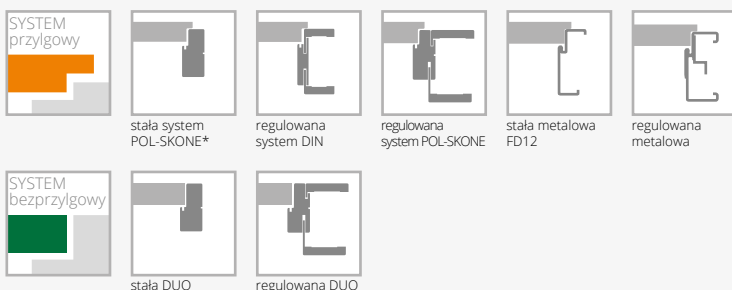 SYSTEM
przylgowy
stała system
POL-SKONE*
regulowana
system DIN
regulowana
system POL-SKONE
stała metalowa
FD12
regulowana
metalowa
SYSTEM
bezprzylgowy
stała DUO
regulowana DUO